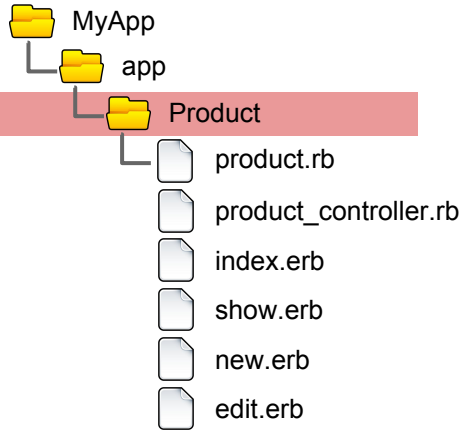 MyApp
app
Product
product.rb
product_controller.rb
index.erb
show.erb
new.erb
edit.erb